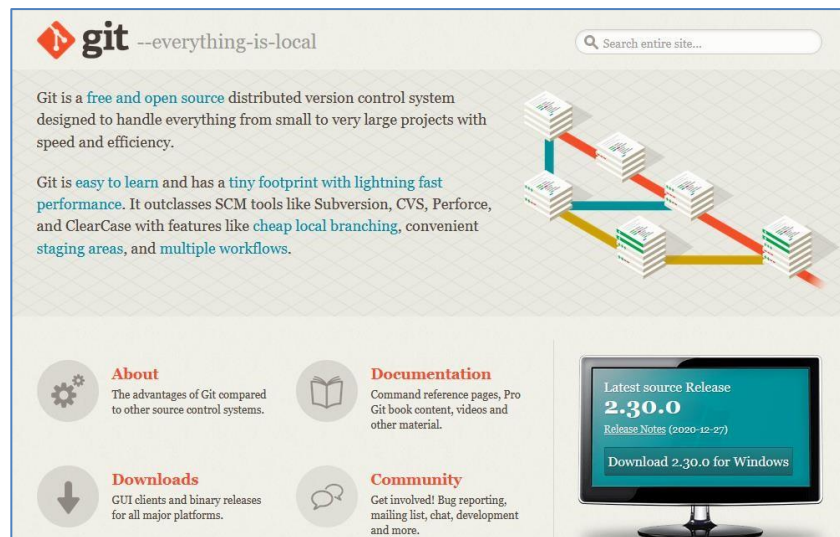 git --everything-is-local
Search entire site...
Git is a free and open source distributed version control system
designed to handle everything from small to very large projects with
speed and efficiency.
Git is easy to learn and has a tiny footprint with lightning fast
performance. It outclasses SCM tools like Subversion, CVS, Perforce,
and ClearCase with features like cheap local branching, convenient
staging areas, and multiple workflows.
About
The advantages of Git compared
to other source control systems.
Documentation
Command reference pages, Pro
Git book content, videos and
other material.
Downloads
GUI clients and binary releases
for all major platforms.
Community
Get involved! Bug reporting,
mailing list, chat, development
and more.
Latest source Release
2.30.0
Release Notes (2020-12-27)
Download 2.30.0 for Windows